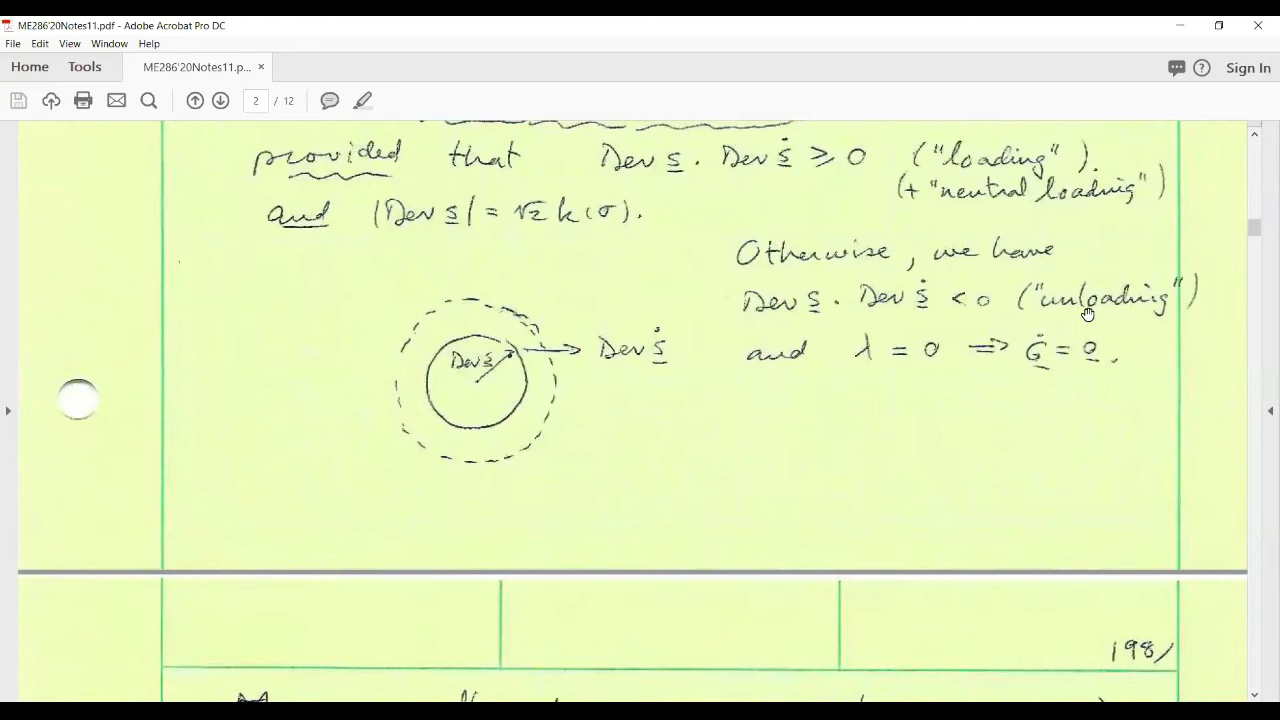 ME286'20Notes11.pdf - Adobe Acrobat Pro DC
File Edit View Window Help
Home Tools ME286'20Notes11.p... × Sign In
2 / 12
provided that Dev s̲ · Dev ṡ̲ ≥ 0 ("loading").
(+ "neutral loading")
and |Dev s̲| = √2 k(σ).
Otherwise, we have
Dev s̲ · Dev ṡ̲ < 0 ("unloading")
Dev s̲ Dev ṡ̲ and λ = 0 ⇒ Ġ̲ = 0̲.
198/